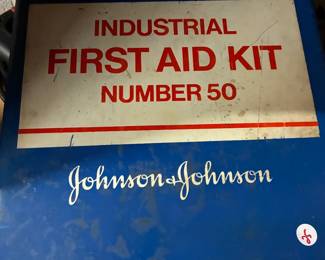 INDUSTRIAL
FIRST AID KIT
NUMBER 50
Johnson & Johnson